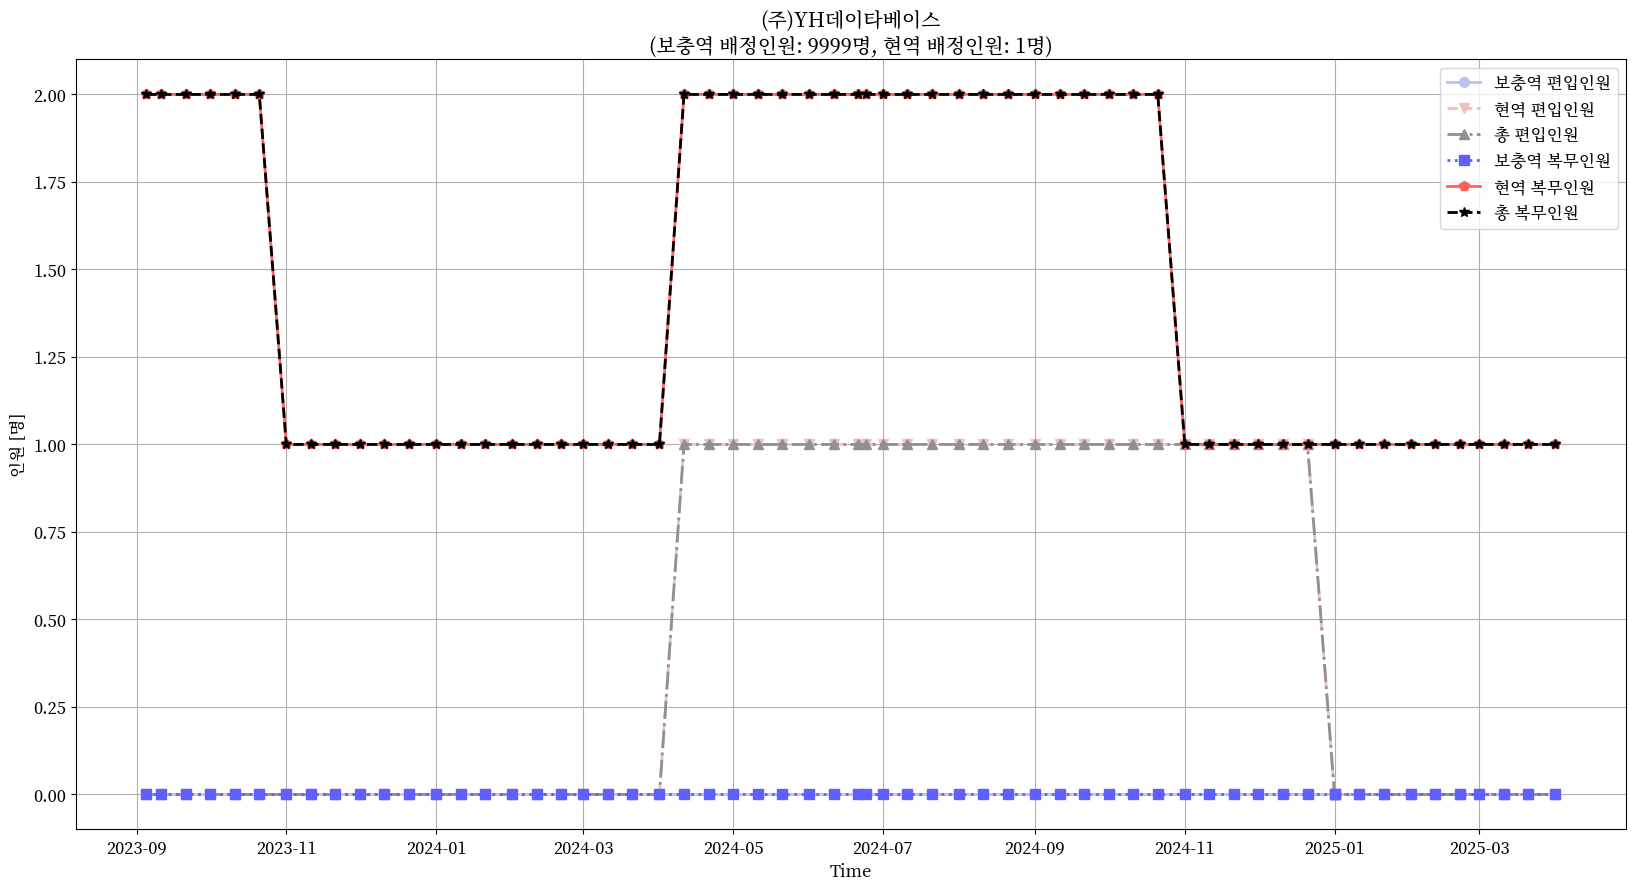 (주)YH데이타베이스
(보충역 배정인원: 9999명, 현역 배정인원: 1명)
보충역 편입인원
현역 편입인원
총 편입인원
보충역 복무인원
현역 복무인원
총 복무인원
인원 [명]
2.00
1.75
1.50
1.25
1.00
0.75
0.50
0.25
0.00
2023-09 2023-11 2024-01 2024-03 2024-05 2024-07 2024-09 2024-11 2025-01 2025-03
Time